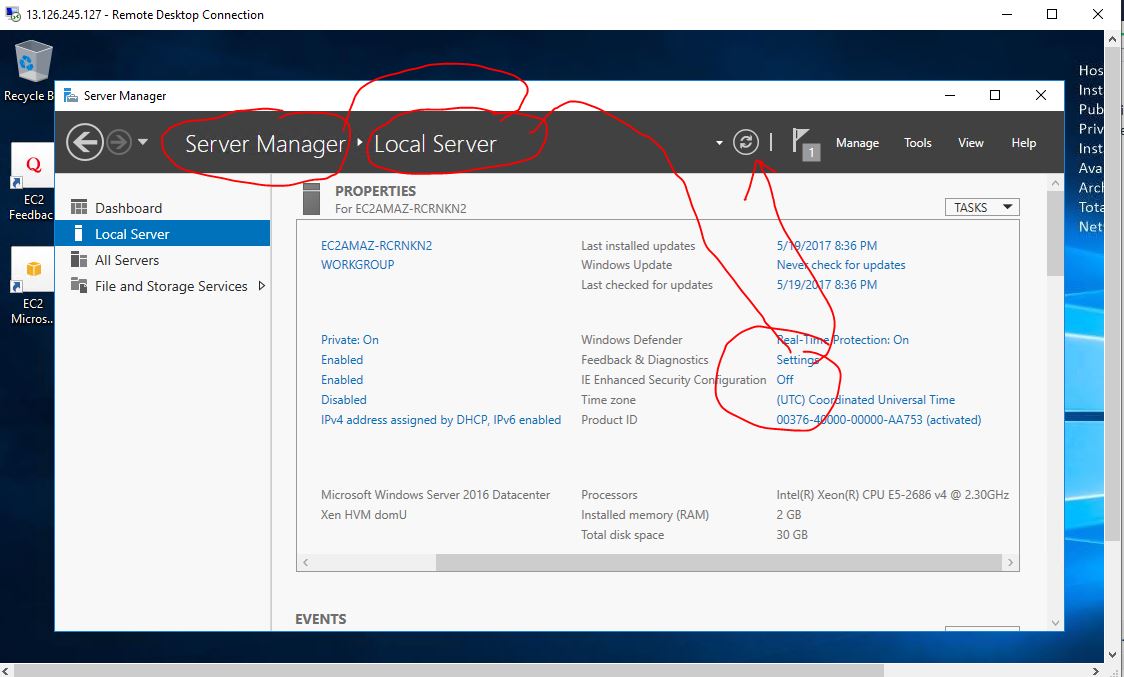 13.126.245.127 - Remote Desktop Connection
Recycle B
EC2
Feedbac
EC2
Micros...
Server Manager
Server Manager ‣ Local Server
1
Manage Tools View Help
Dashboard
Local Server
All Servers
File and Storage Services
PROPERTIES
For EC2AMAZ-RCRNKN2
TASKS
EC2AMAZ-RCRNKN2 Last installed updates 5/19/2017 8:36 PM
WORKGROUP Windows Update Never check for updates
Last checked for updates 5/19/2017 8:36 PM
Private: On Windows Defender Real-Time Protection: On
Enabled Feedback & Diagnostics Settings
Enabled IE Enhanced Security Configuration Off
Disabled Time zone (UTC) Coordinated Universal Time
IPv4 address assigned by DHCP, IPv6 enabled Product ID 00376-40000-00000-AA753 (activated)
Microsoft Windows Server 2016 Datacenter Processors Intel(R) Xeon(R) CPU E5-2686 v4 @ 2.30GHz
Xen HVM domU Installed memory (RAM) 2 GB
Total disk space 30 GB
EVENTS
Hos
Inst
Pub
Priv
Inst
Ava
Arc
Tota
Net